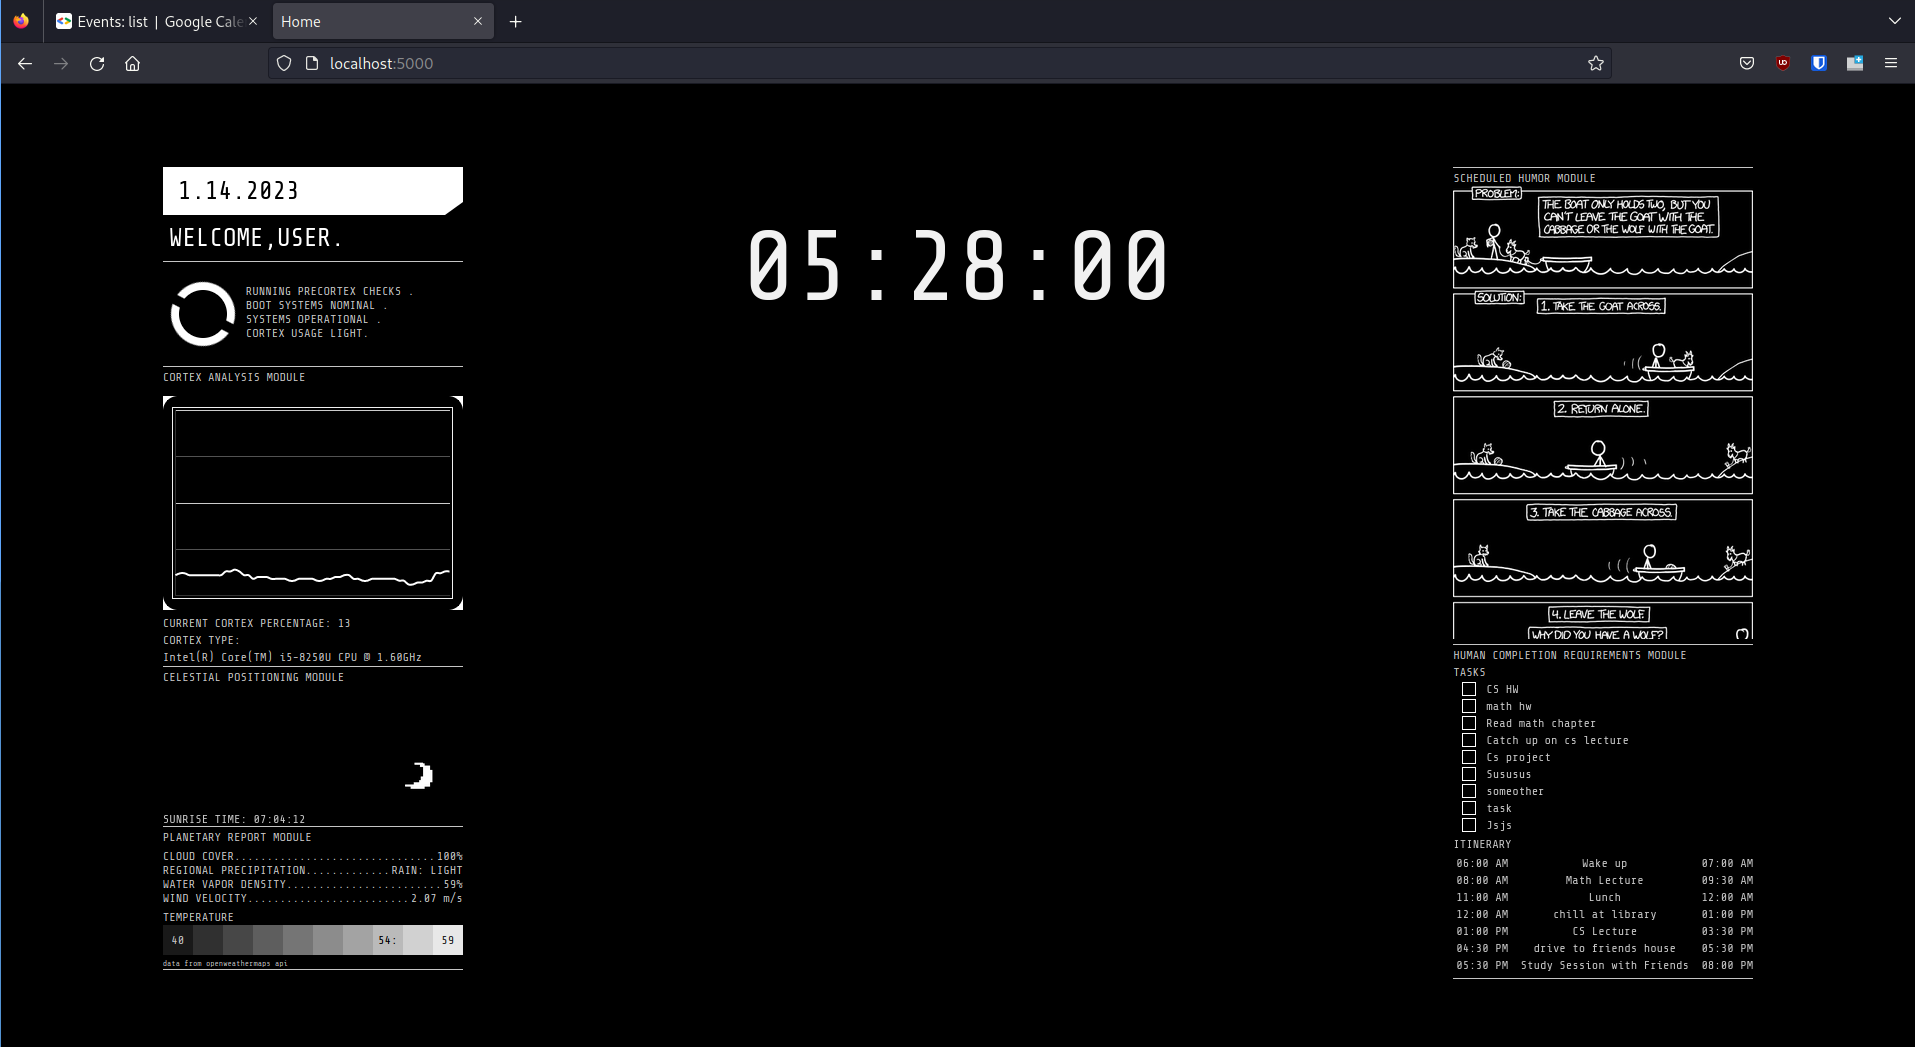 Events: list | Google Cale
Home
localhost:5000
1.14.2023
WELCOME,USER.
RUNNING PRECORTEX CHECKS .
BOOT SYSTEMS NOMINAL .
SYSTEMS OPERATIONAL .
CORTEX USAGE LIGHT.
CORTEX ANALYSIS MODULE
CURRENT CORTEX PERCENTAGE: 13
CORTEX TYPE:
Intel(R) Core(TM) i5-8250U CPU @ 1.60GHz
CELESTIAL POSITIONING MODULE
SUNRISE TIME: 07:04:12
PLANETARY REPORT MODULE
CLOUD COVER...............................100%
REGIONAL PRECIPITATION.............RAIN: LIGHT
WATER VAPOR DENSITY........................59%
WIND VELOCITY.........................2.07 m/s
TEMPERATURE
40 54: 59
data from openweathermaps api
05:28:00
SCHEDULED HUMOR MODULE
PROBLEM:
THE BOAT ONLY HOLDS TWO, BUT YOU
CAN'T LEAVE THE GOAT WITH THE
CABBAGE OR THE WOLF WITH THE GOAT.
SOLUTION:
1. TAKE THE GOAT ACROSS.
2. RETURN ALONE.
3. TAKE THE CABBAGE ACROSS.
4. LEAVE THE WOLF.
WHY DID YOU HAVE A WOLF?
HUMAN COMPLETION REQUIREMENTS MODULE
TASKS
CS HW
math hw
Read math chapter
Catch up on cs lecture
Cs project
Sususus
someother
task
Jsjs
ITINERARY
06:00 AM Wake up 07:00 AM
08:00 AM Math Lecture 09:30 AM
11:00 AM Lunch 12:00 AM
12:00 AM chill at library 01:00 PM
01:00 PM CS Lecture 03:30 PM
04:30 PM drive to friends house 05:30 PM
05:30 PM Study Session with Friends 08:00 PM